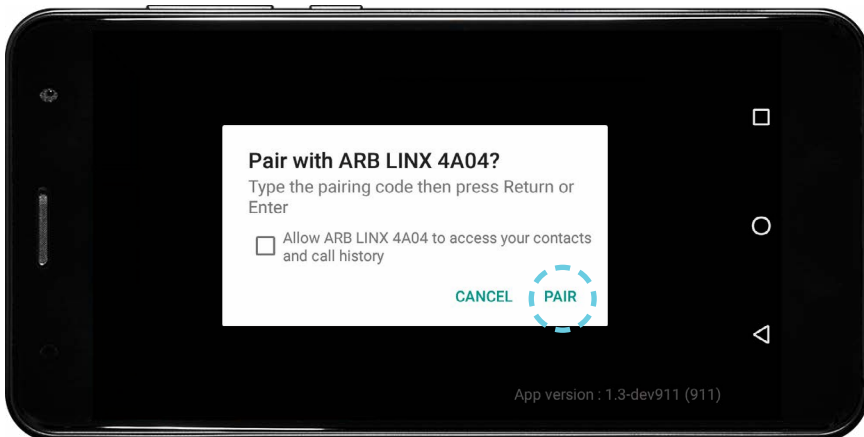 Pair with ARB LINX 4A04?
Type the pairing code then press Return or
Enter
Allow ARB LINX 4A04 to access your contacts
and call history
CANCEL PAIR
App version : 1.3-dev911 (911)